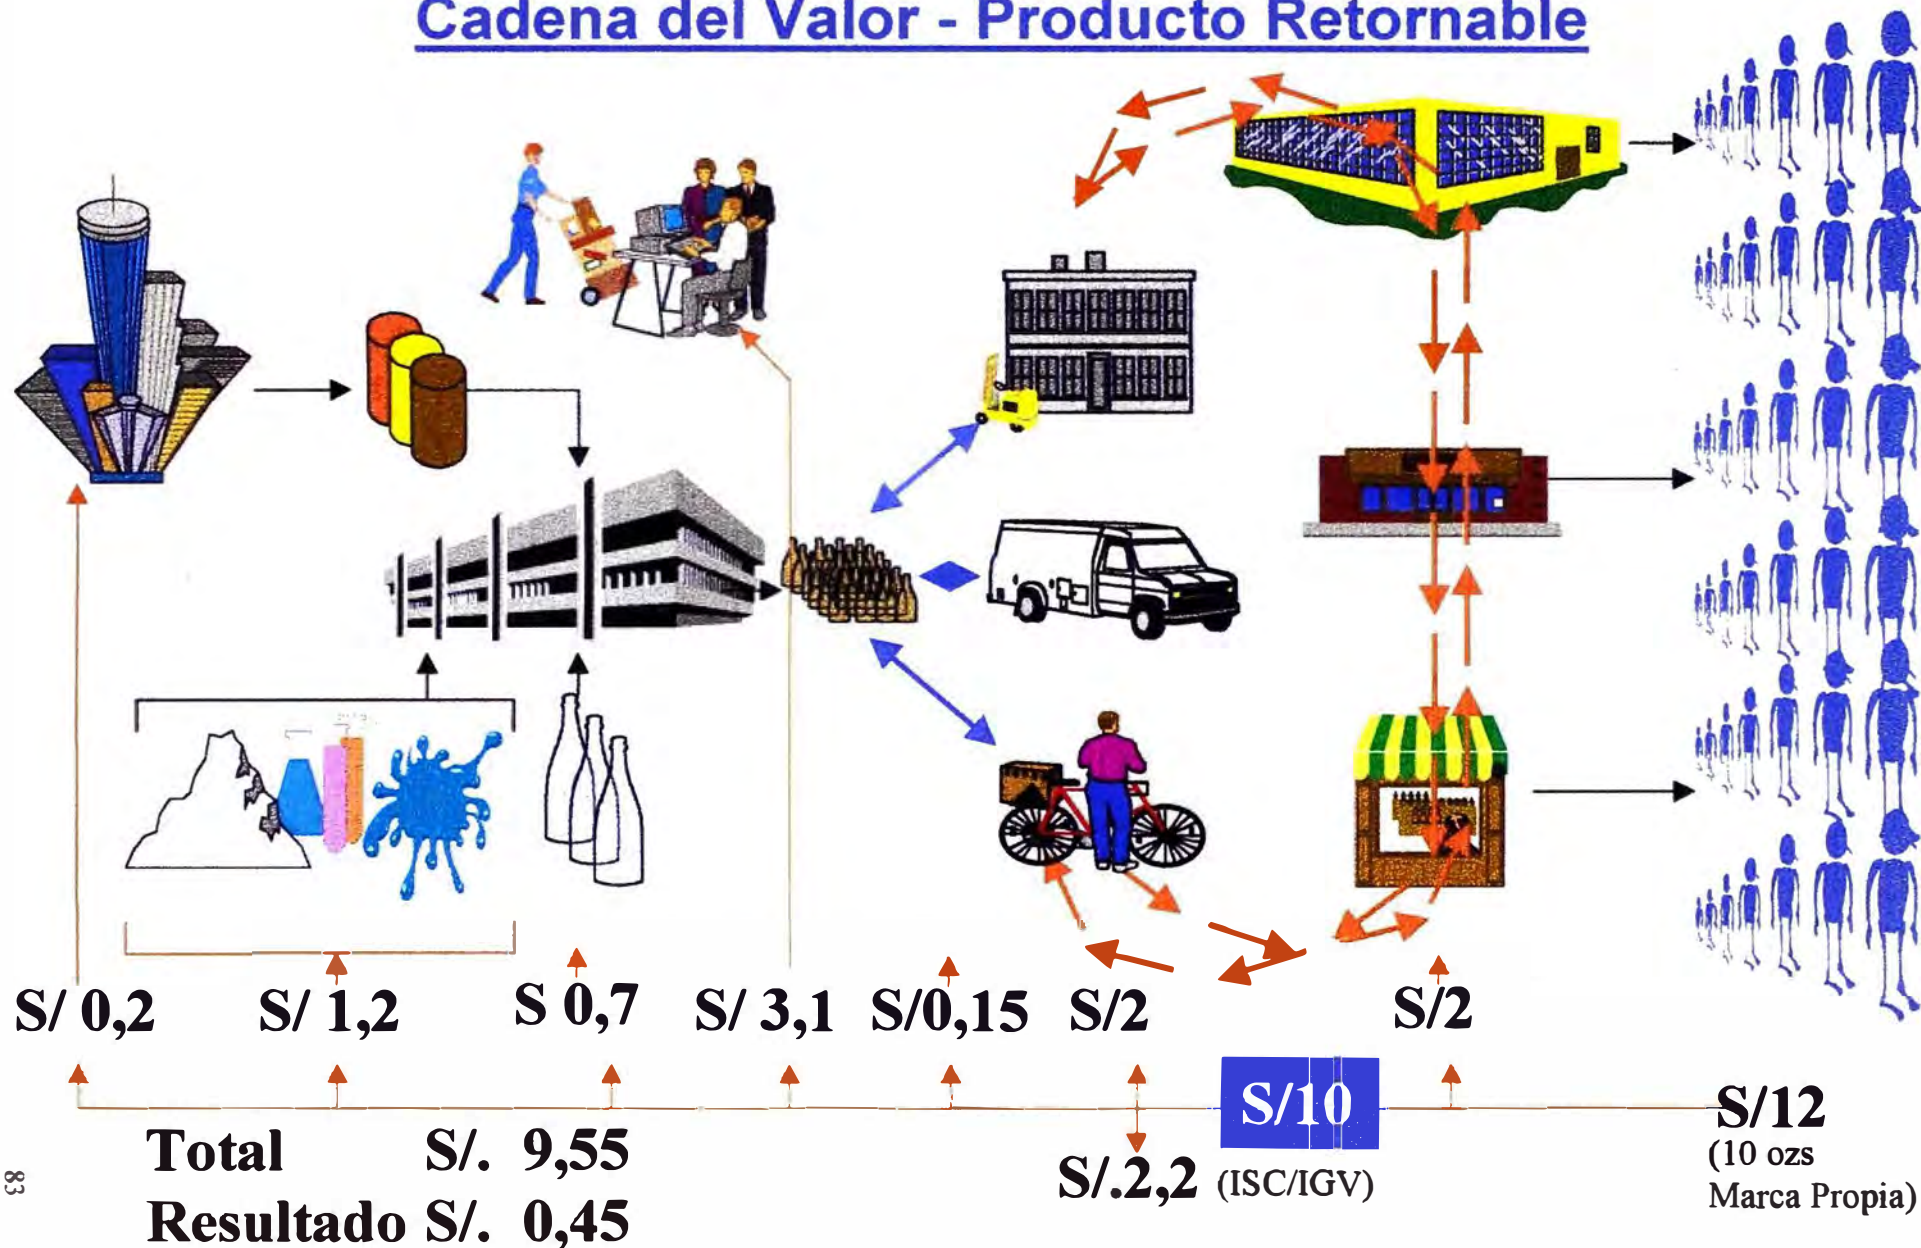 Cadena del Valor - Producto Retornable
S/ 0,2
S/ 1,2
S 0,7
S/ 3,1
S/0,15
S/2
S/2
S/10
S/12
(10 ozs
Marca Propia)
Total S/. 9,55
S/.2,2 (ISC/IGV)
Resultado S/. 0,45
83